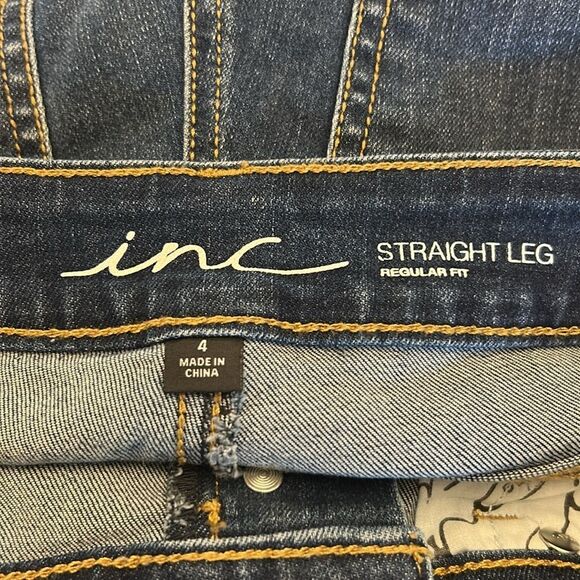 inc
STRAIGHT LEG
REGULAR FIT
4
MADE IN
CHINA